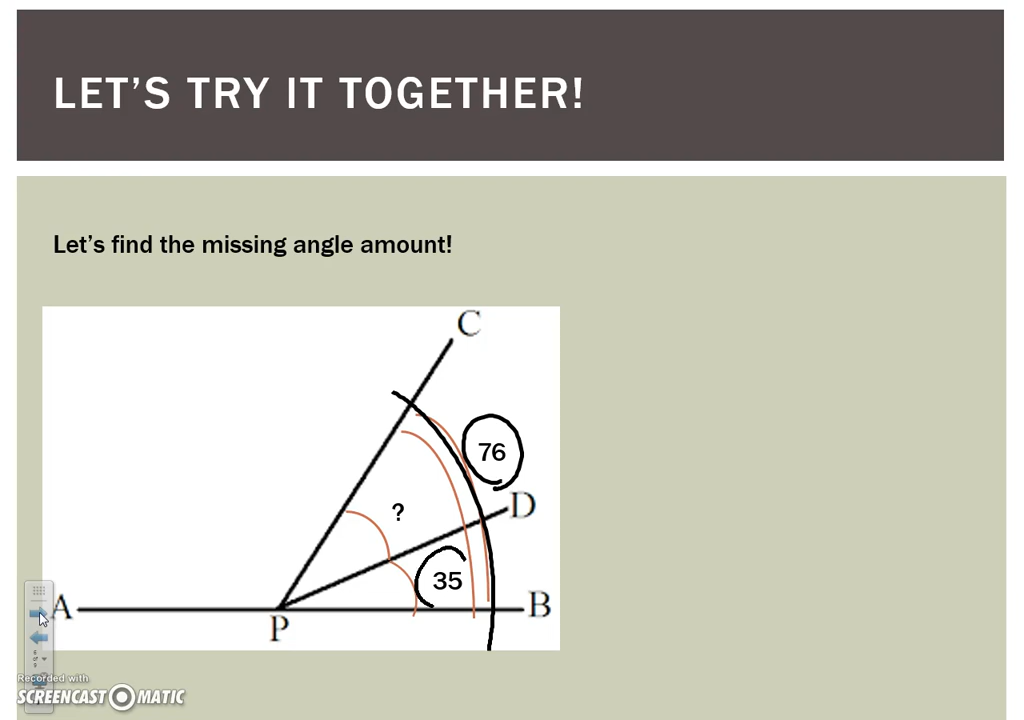 LET'S TRY IT TOGETHER!
Let's find the missing angle amount!
C
76
?
D
35
A
B
P
Recorded with
SCREENCAST O MATIC